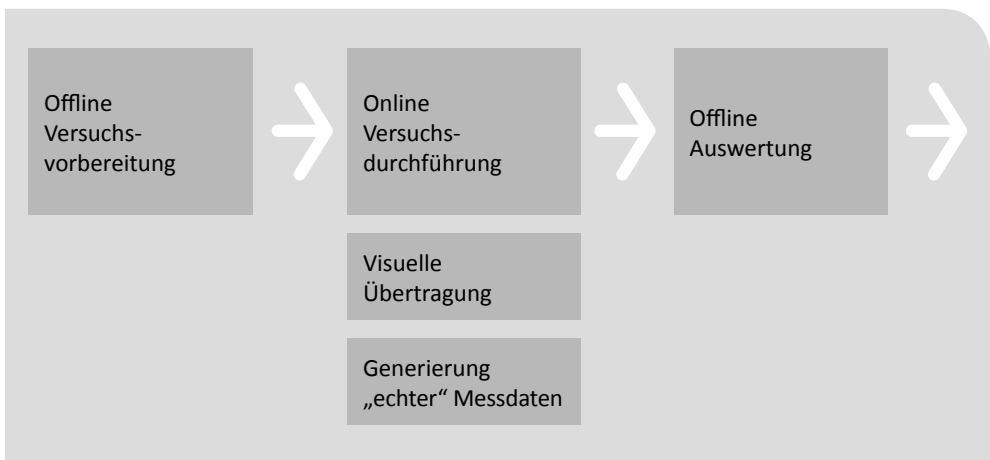 Offline
Versuchs-
vorbereitung
Online
Versuchs-
durchführung
Offline
Auswertung
Visuelle
Übertragung
Generierung
„echter“ Messdaten